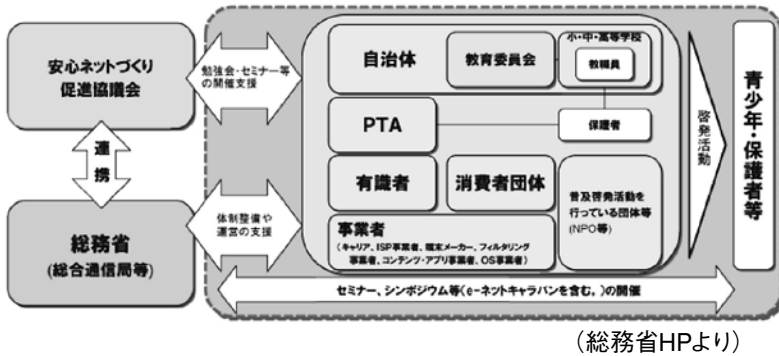 安心ネットづくり
促進協議会
連携
総務省
(総合通信局等)
勉強会・セミナー等
の開催支援
体制整備や
運営の支援
自治体
教育委員会
小・中・高等学校
教職員
PTA
保護者
有識者
消費者団体
普及啓発活動を
行っている団体等
(NPO等)
事業者
(キャリア、ISP事業者、端末メーカー、フィルタリング
事業者、コンテンツ・アプリ事業者、OS事業者)
啓発活動
青少年・保護者等
セミナー、シンポジウム等(e-ネットキャラバンを含む。)の開催
(総務省HPより)